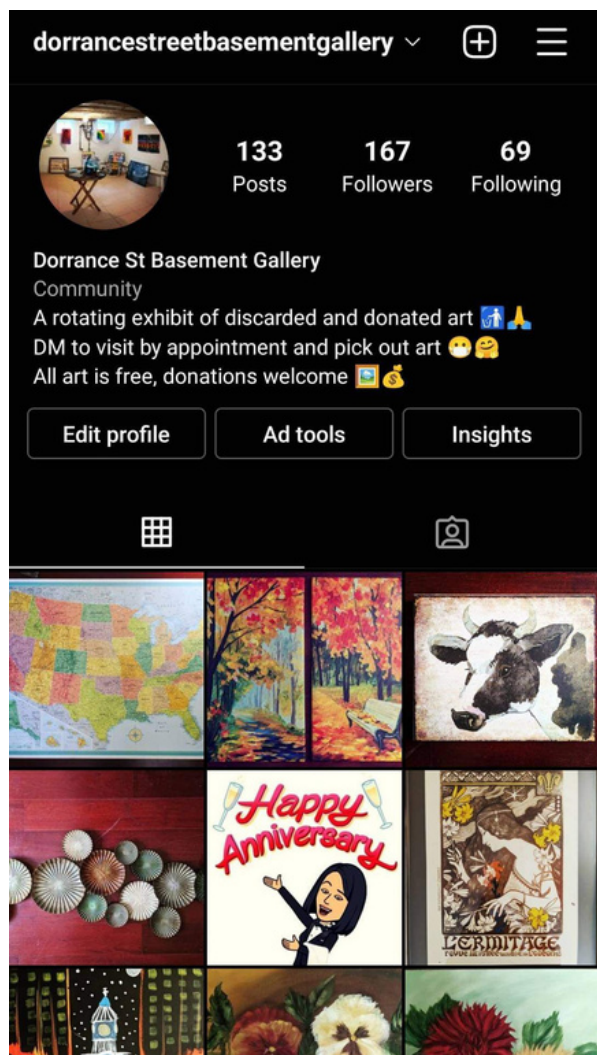 dorrancestreetbasementgallery
133 167 69
Posts Followers Following
Dorrance St Basement Gallery
Community
A rotating exhibit of discarded and donated art 🚮🙏
DM to visit by appointment and pick out art 😷🤗
All art is free, donations welcome 🖼️💰
Edit profile Ad tools Insights
Happy
Anniversary
L'ERMITAGE